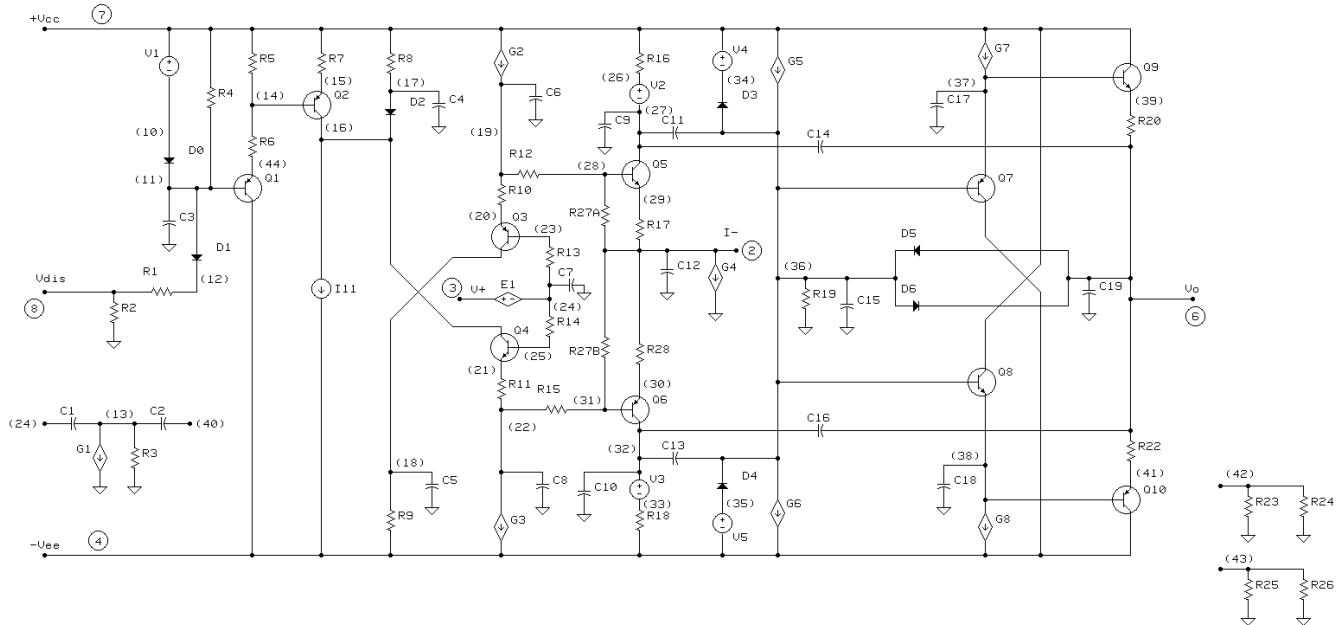 +Vcc 7
V1
R4
R5
R7
R8
G2
R16
V4
G5
G7
Q9
(10)
(14)
(15)
Q2
(16)
(17)
D2
C4
C6
(19)
(26)
V2
(27)
C9
(34)
D3
C11
C14
(37)
C17
(39)
R20
D0
(11)
R6
(44)
Q1
C3
D1
(12)
R12
(28)
Q5
(29)
R10
(20)
Q3
(23)
R27A
R17
Q7
I-
2
Vdis
8
R1
R2
I11
3
V+
E1
R13
C7
(24)
R14
C12
G4
(36)
R19
C15
D5
D6
C19
Vo
6
Q4
(25)
(21)
R27B
R28
R11
R15
(31)
(30)
Q6
(22)
Q8
(24)
C1
(13)
C2
(40)
G1
R3
C16
(32)
C13
(18)
C5
R9
C8
G3
C10
V3
(33)
R18
D4
(35)
V5
G6
(38)
C18
G8
R22
(41)
Q10
-Vee
4
(42)
R23
R24
(43)
R25
R26